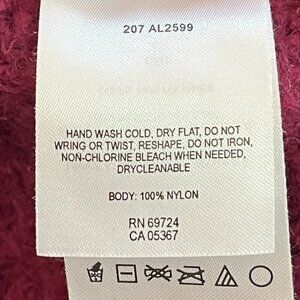 207 AL2599
HAND WASH COLD, DRY FLAT, DO NOT
WRING OR TWIST, RESHAPE, DO NOT IRON,
NON-CHLORINE BLEACH WHEN NEEDED,
DRYCLEANABLE
BODY: 100% NYLON
RN 69724
CA 05367